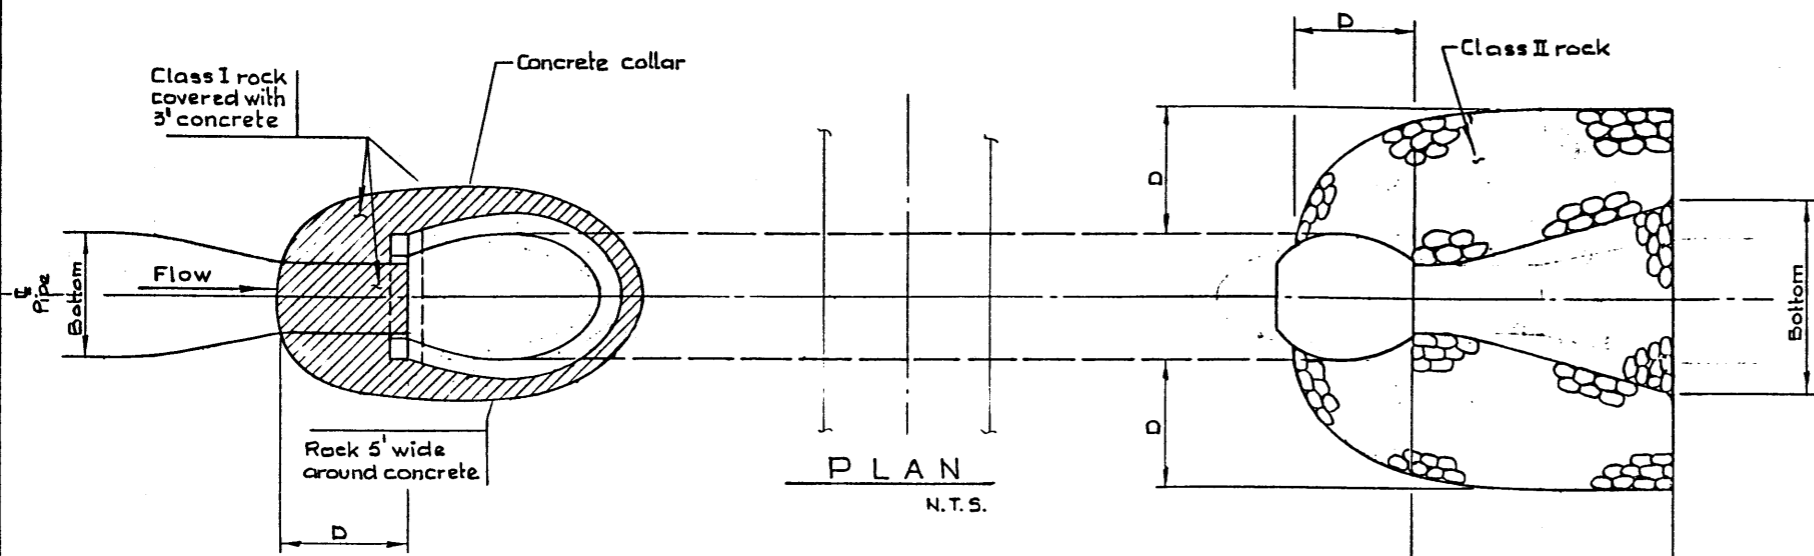 Class I rock
covered with
3' concrete
Concrete collar
Flow
℄
Pipe
Bottom
Rock 5' wide
around concrete
D
PLAN
N.T.S.
D
Class II rock
D
D
Bottom